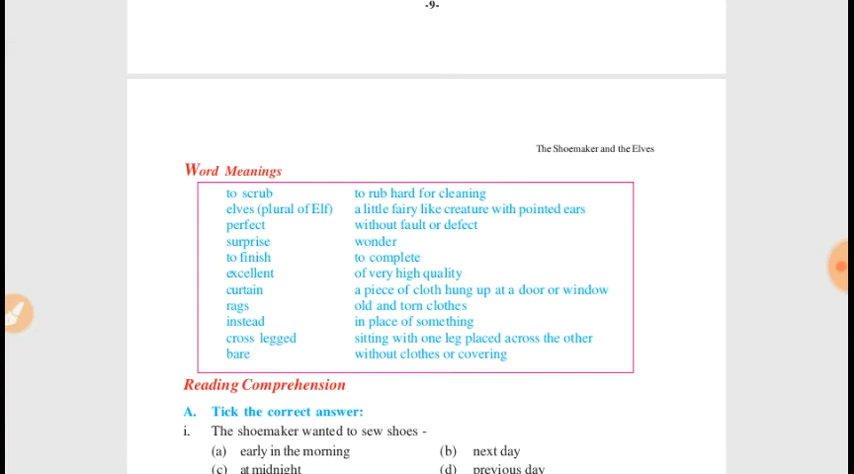 -9-
The Shoemaker and the Elves
Word Meanings
to scrub to rub hard for cleaning
elves (plural of Elf) a little fairy like creature with pointed ears
perfect without fault or defect
surprise wonder
to finish to complete
excellent of very high quality
curtain a piece of cloth hung up at a door or window
rags old and torn clothes
instead in place of something
cross legged sitting with one leg placed across the other
bare without clothes or covering
Reading Comprehension
A. Tick the correct answer:
i. The shoemaker wanted to sew shoes -
(a) early in the morning (b) next day
(c) at midnight (d) previous day